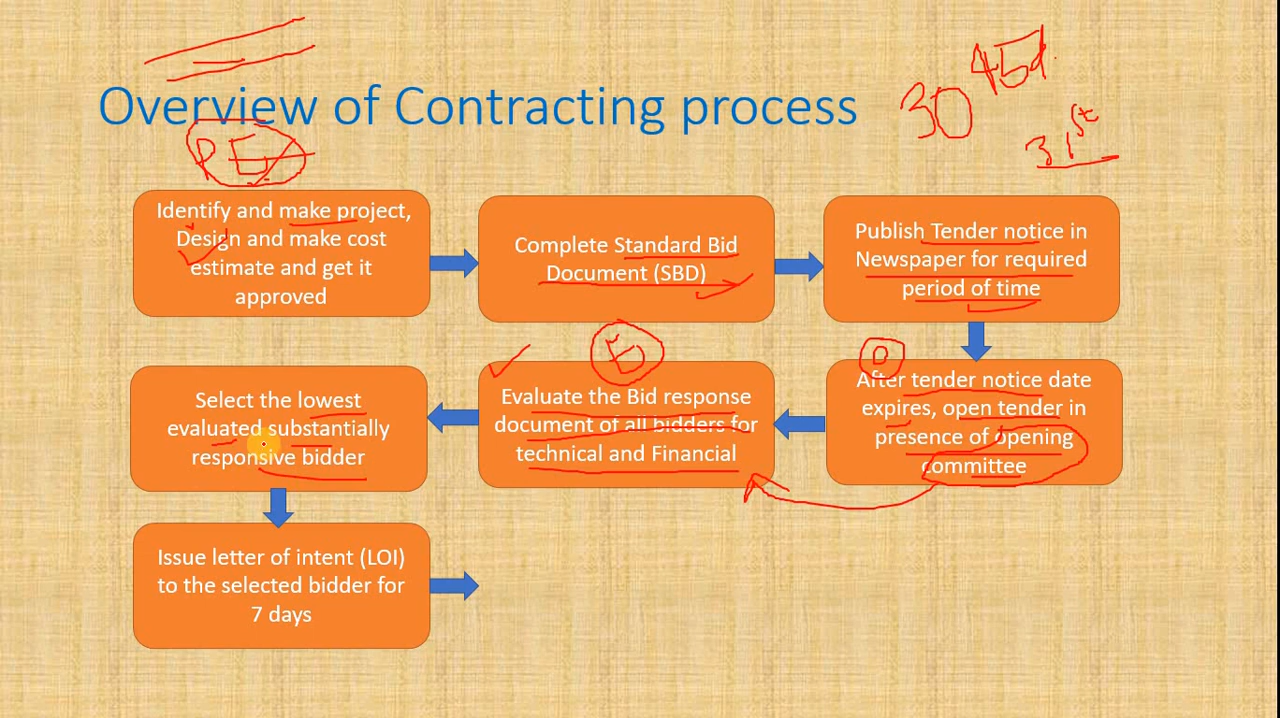 30 45d
Overview of Contracting process
31st
PE
Identify and make project,
Design and make cost
estimate and get it
approved
Complete Standard Bid
Document (SBD)
Publish Tender notice in
Newspaper for required
period of time
O
After tender notice date
expires, open tender in
presence of opening
committee
E
Evaluate the Bid response
document of all bidders for
technical and Financial
Select the lowest
evaluated substantially
responsive bidder
Issue letter of intent (LOI)
to the selected bidder for
7 days